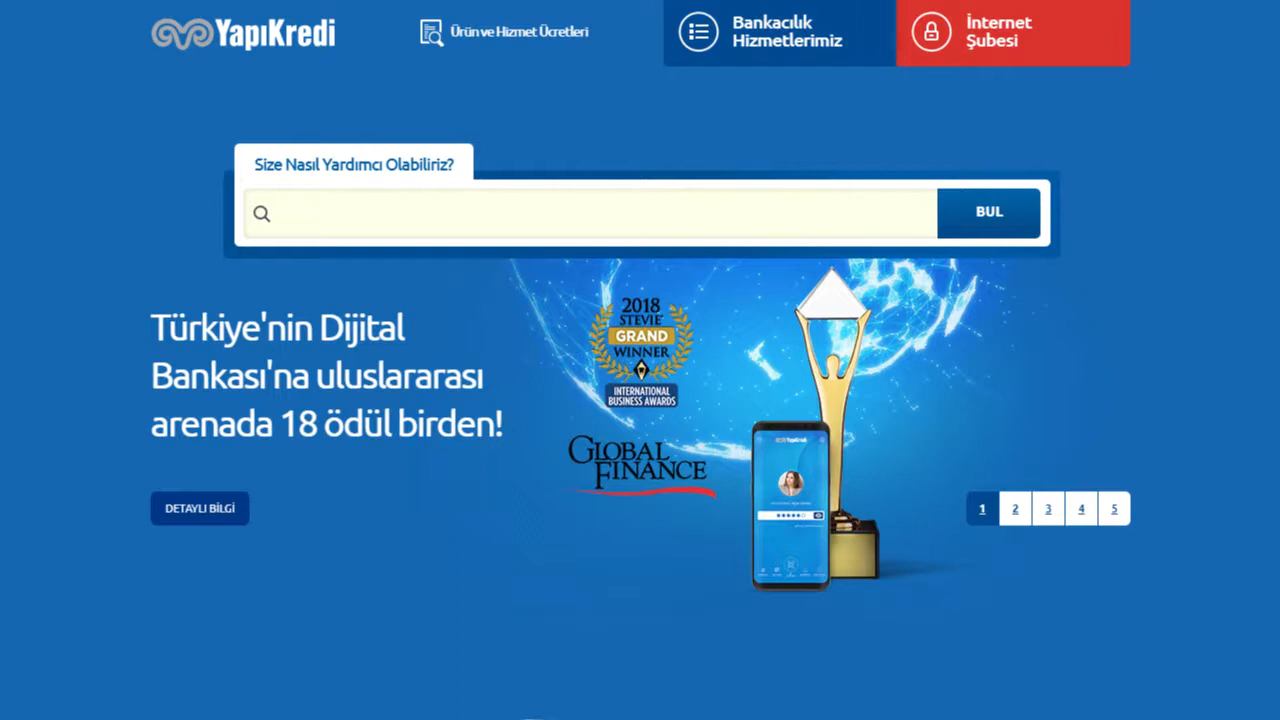 YapıKredi
Ürün ve Hizmet Ücretleri
Bankacılık
Hizmetlerimiz
İnternet
Şubesi
Size Nasıl Yardımcı Olabiliriz?
BUL
Türkiye'nin Dijital
Bankası'na uluslararası
arenada 18 ödül birden!
DETAYLI BİLGİ
2018
STEVIE®
GRAND
WINNER
INTERNATIONAL
BUSINESS AWARDS
GLOBAL
FINANCE
YapıKredi
1 2 3 4 5